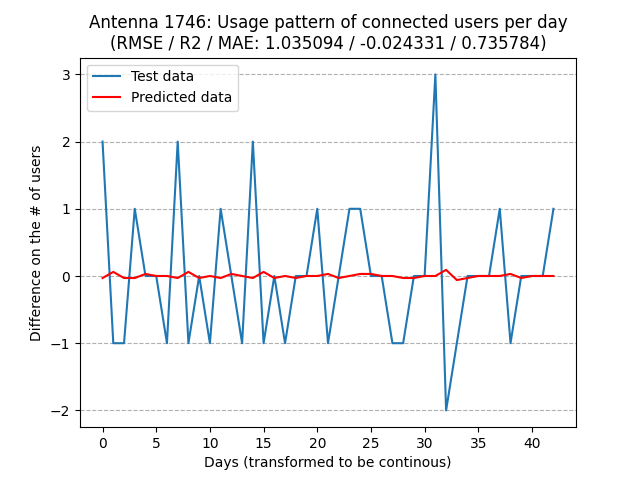 Antenna 1746: Usage pattern of connected users per day
(RMSE / R2 / MAE: 1.035094 / -0.024331 / 0.735784)
Test data
Predicted data
Difference on the # of users
3
2
1
0
−1
−2
0 5 10 15 20 25 30 35 40
Days (transformed to be continous)